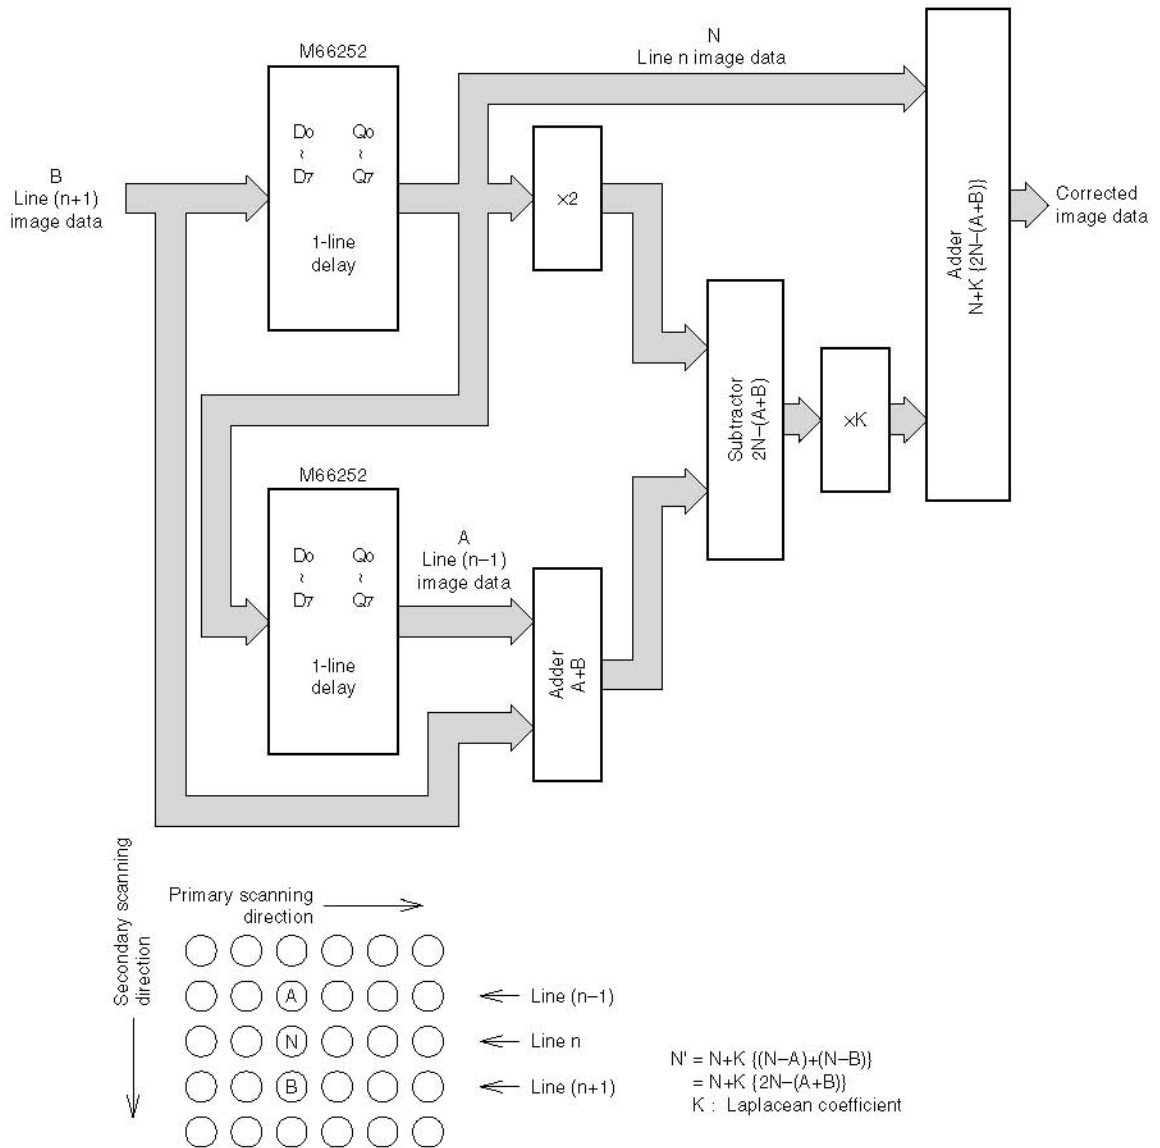 N
Line n image data
M66252
D0 Q0
~ ~
D7 Q7
1-line
delay
B
Line (n+1)
image data
×2
Adder
N+K {2N–(A+B)}
Corrected
image data
Subtractor
2N–(A+B)
×K
M66252
D0 Q0
~ ~
D7 Q7
1-line
delay
A
Line (n–1)
image data
Adder
A+B
Secondary scanning
direction
Primary scanning
direction
A
Line (n–1)
N
Line n
B
Line (n+1)
N' = N+K {(N–A)+(N–B)}
= N+K {2N–(A+B)}
K : Laplacean coefficient